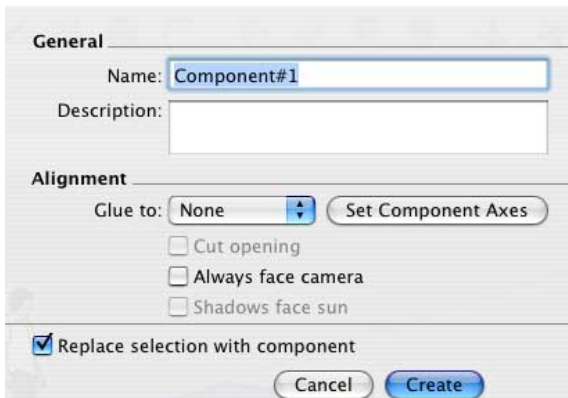 General
Name: Component#1
Description:
Alignment
Glue to: None Set Component Axes
Cut opening
Always face camera
Shadows face sun
Replace selection with component
Cancel Create